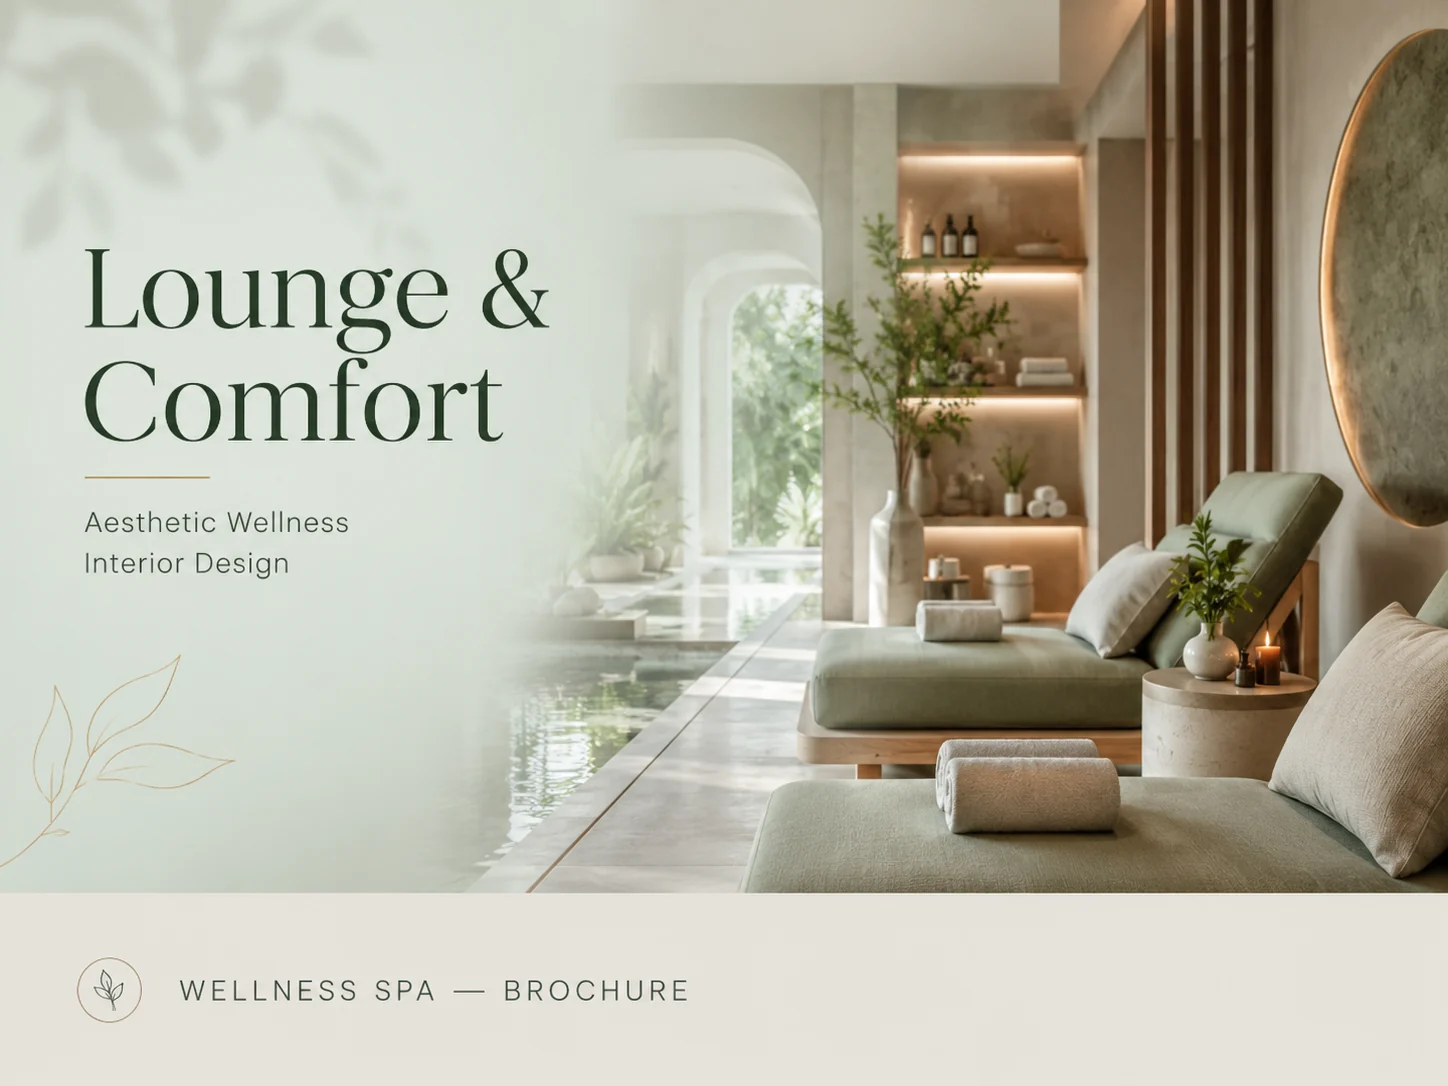 Lounge &
Comfort
Aesthetic Wellness
Interior Design
WELLNESS SPA — BROCHURE